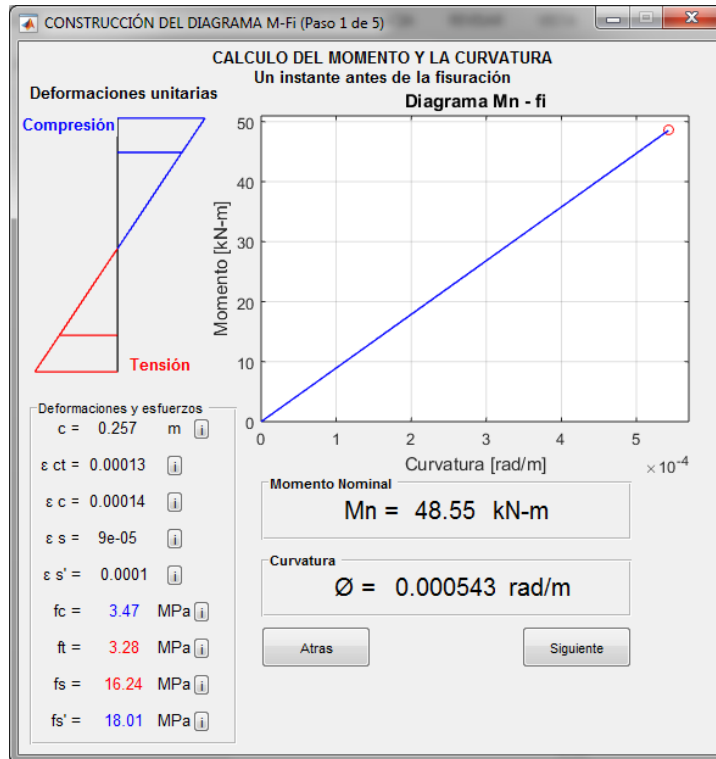 CONSTRUCCIÓN DEL DIAGRAMA M-Fi (Paso 1 de 5)
CALCULO DEL MOMENTO Y LA CURVATURA
Un instante antes de la fisuración
Deformaciones unitarias
Compresión
Tensión
Diagrama Mn - fi
Momento [kN-m]
50
40
30
20
10
0
0 1 2 3 4 5
Curvatura [rad/m]
× 10⁻⁴
Deformaciones y esfuerzos
c = 0.257 m i
ε ct = 0.00013 i
ε c = 0.00014 i
ε s = 9e-05 i
ε s' = 0.0001 i
fc = 3.47 MPa i
ft = 3.28 MPa i
fs = 16.24 MPa i
fs' = 18.01 MPa i
Momento Nominal
Mn = 48.55 kN-m
Curvatura
Ø = 0.000543 rad/m
Atras
Siguiente